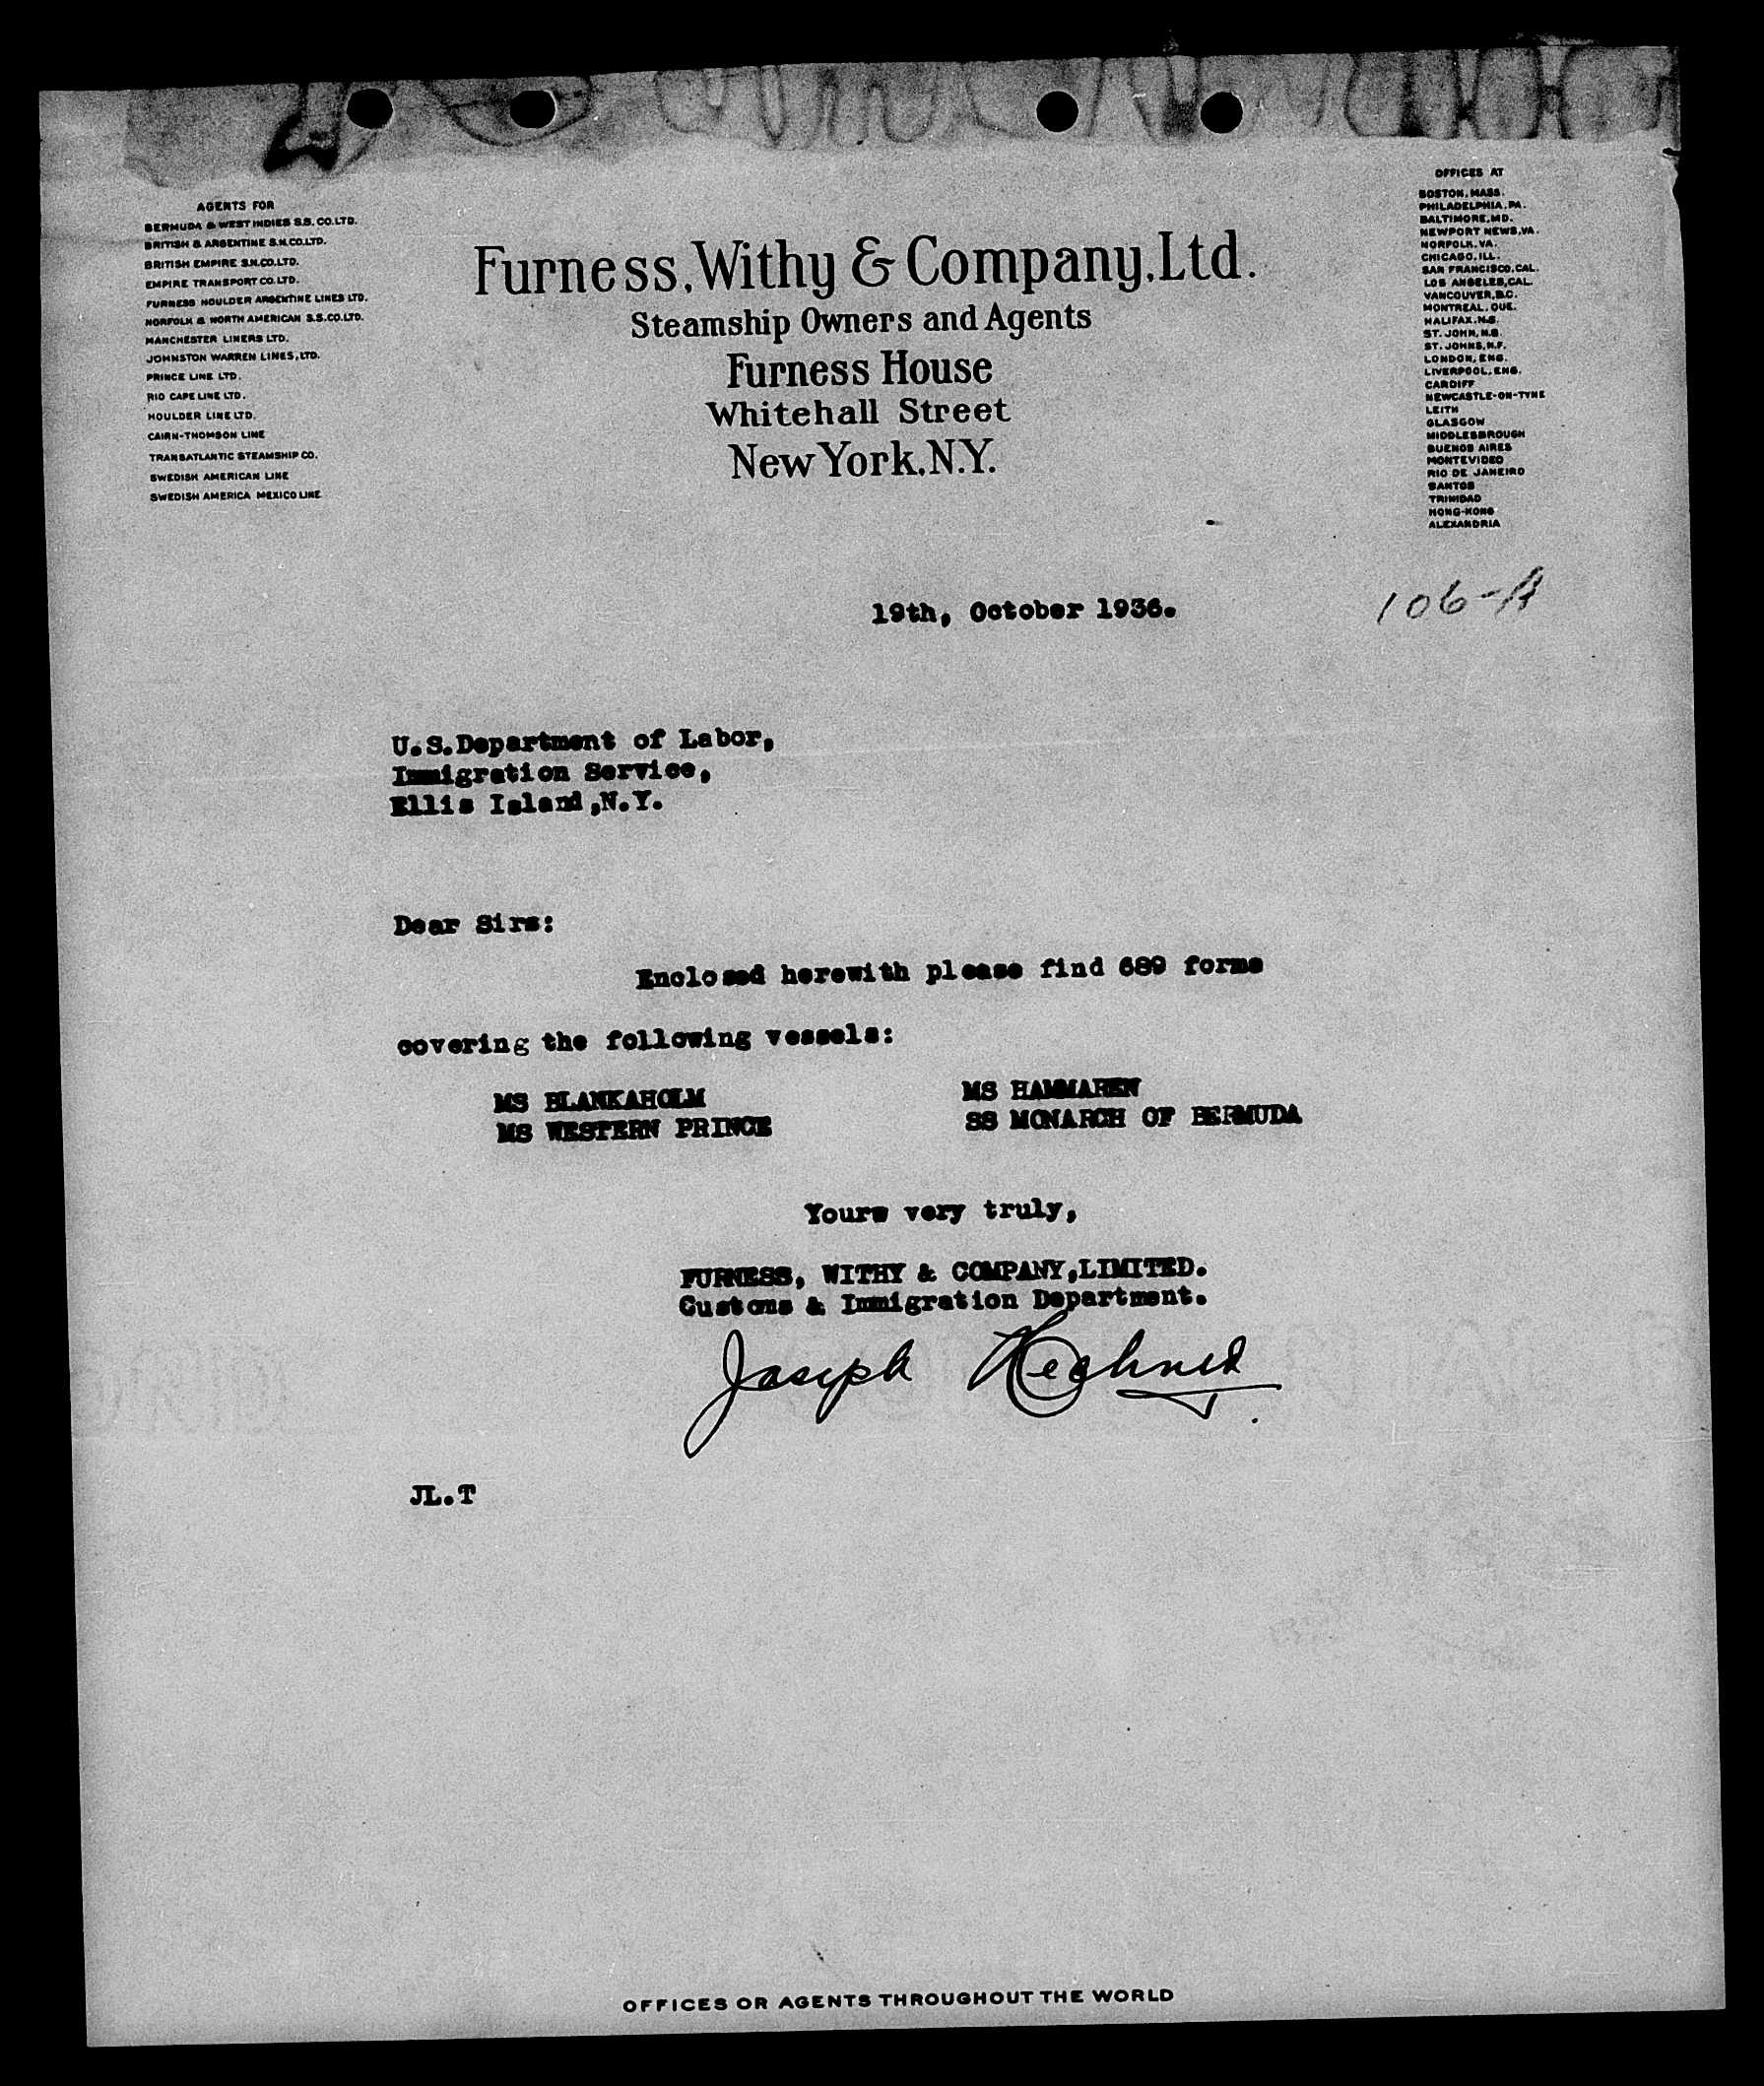 AGENTS FOR
BERMUDA & WEST INDIES S.S. CO. LTD.
BRITISH & ARGENTINE S.N. CO. LTD.
BRITISH EMPIRE S.N. CO. LTD.
EMPIRE TRANSPORT CO. LTD.
FURNESS HOULDER ARGENTINE LINES LTD.
NORFOLK & NORTH AMERICAN S.S. CO. LTD.
MANCHESTER LINERS LTD.
JOHNSTON WARREN LINES, LTD.
PRINCE LINE LTD.
RIO CAPE LINE LTD.
HOULDER LINE LTD.
CAIRN-THOMSON LINE
TRANSATLANTIC STEAMSHIP CO.
SWEDISH AMERICAN LINE
SWEDISH AMERICA MEXICO LINE
Furness, Withy & Company, Ltd.
Steamship Owners and Agents
Furness House
Whitehall Street
New York, N.Y.
OFFICES AT
BOSTON, MASS.
PHILADELPHIA, PA.
BALTIMORE, MD.
NEWPORT NEWS, VA.
NORFOLK, VA.
CHICAGO, ILL.
SAN FRANCISCO, CAL.
LOS ANGELES, CAL.
VANCOUVER, B.C.
MONTREAL, QUE.
HALIFAX, N.S.
ST. JOHN, N.B.
ST. JOHNS, N.F.
LONDON, ENG.
LIVERPOOL, ENG.
CARDIFF
NEWCASTLE-ON-TYNE
LEITH
GLASGOW
MIDDLESBROUGH
BUENOS AIRES
MONTEVIDEO
RIO DE JANEIRO
SANTOS
TRINIDAD
HONG-KONG
ALEXANDRIA
19th, October 1936.
106-A
U.S.Department of Labor,
Immigration Service,
Ellis Island,N.Y.
Dear Sirs:
Enclosed herewith please find 689 forms
covering the following vessels:
MS BLANKAHOLM MS HAMMAREN
MS WESTERN PRINCE SS MONARCH OF BERMUDA
Yours very truly,
FURNESS, WITHY & COMPANY,LIMITED.
Customs & Immigration Department.
Joseph
JL.T
OFFICES OR AGENTS THROUGHOUT THE WORLD